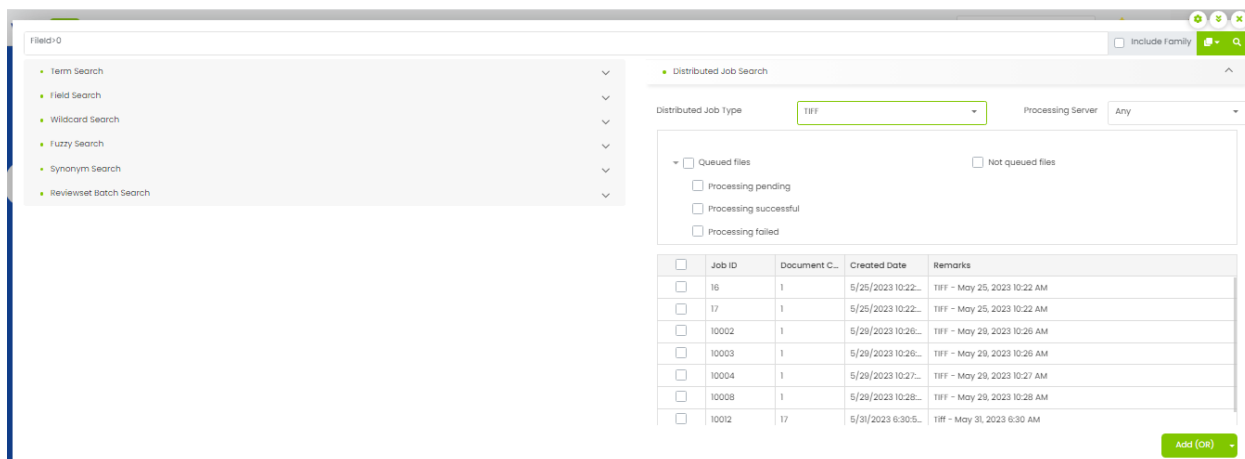 FileId>0
Include Family
Term Search
Field Search
Wildcard Search
Fuzzy Search
Synonym Search
Reviewset Batch Search
Distributed Job Search
Distributed Job Type
TIFF
Processing Server
Any
Queued files
Not queued files
Processing pending
Processing successful
Processing failed
Job ID Document C... Created Date Remarks
16 1 5/25/2023 10:22:... TIFF - May 25, 2023 10:22 AM
17 1 5/25/2023 10:22:... TIFF - May 25, 2023 10:22 AM
10002 1 5/29/2023 10:26:... TIFF - May 29, 2023 10:26 AM
10003 1 5/29/2023 10:26:... TIFF - May 29, 2023 10:26 AM
10004 1 5/29/2023 10:27:... TIFF - May 29, 2023 10:27 AM
10008 1 5/29/2023 10:28:... TIFF - May 29, 2023 10:28 AM
10012 17 5/31/2023 6:30:5... Tiff - May 31, 2023 6:30 AM
Add (OR)